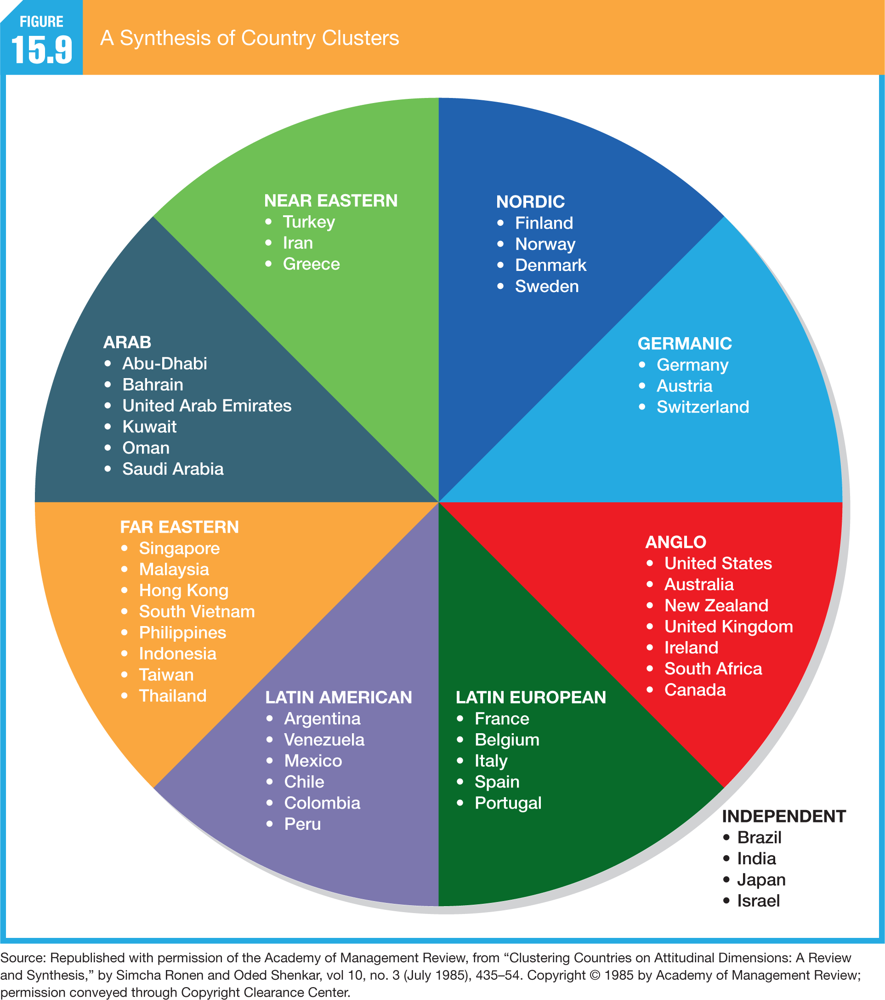 FIGURE
15.9
A Synthesis of Country Clusters
NEAR EASTERN
• Turkey
• Iran
• Greece
NORDIC
• Finland
• Norway
• Denmark
• Sweden
ARAB
• Abu-Dhabi
• Bahrain
• United Arab Emirates
• Kuwait
• Oman
• Saudi Arabia
GERMANIC
• Germany
• Austria
• Switzerland
FAR EASTERN
• Singapore
• Malaysia
• Hong Kong
• South Vietnam
• Philippines
• Indonesia
• Taiwan
• Thailand
ANGLO
• United States
• Australia
• New Zealand
• United Kingdom
• Ireland
• South Africa
• Canada
LATIN AMERICAN
• Argentina
• Venezuela
• Mexico
• Chile
• Colombia
• Peru
LATIN EUROPEAN
• France
• Belgium
• Italy
• Spain
• Portugal
INDEPENDENT
• Brazil
• India
• Japan
• Israel
Source: Republished with permission of the Academy of Management Review, from “Clustering Countries on Attitudinal Dimensions: A Review
and Synthesis,” by Simcha Ronen and Oded Shenkar, vol 10, no. 3 (July 1985), 435–54. Copyright © 1985 by Academy of Management Review;
permission conveyed through Copyright Clearance Center.